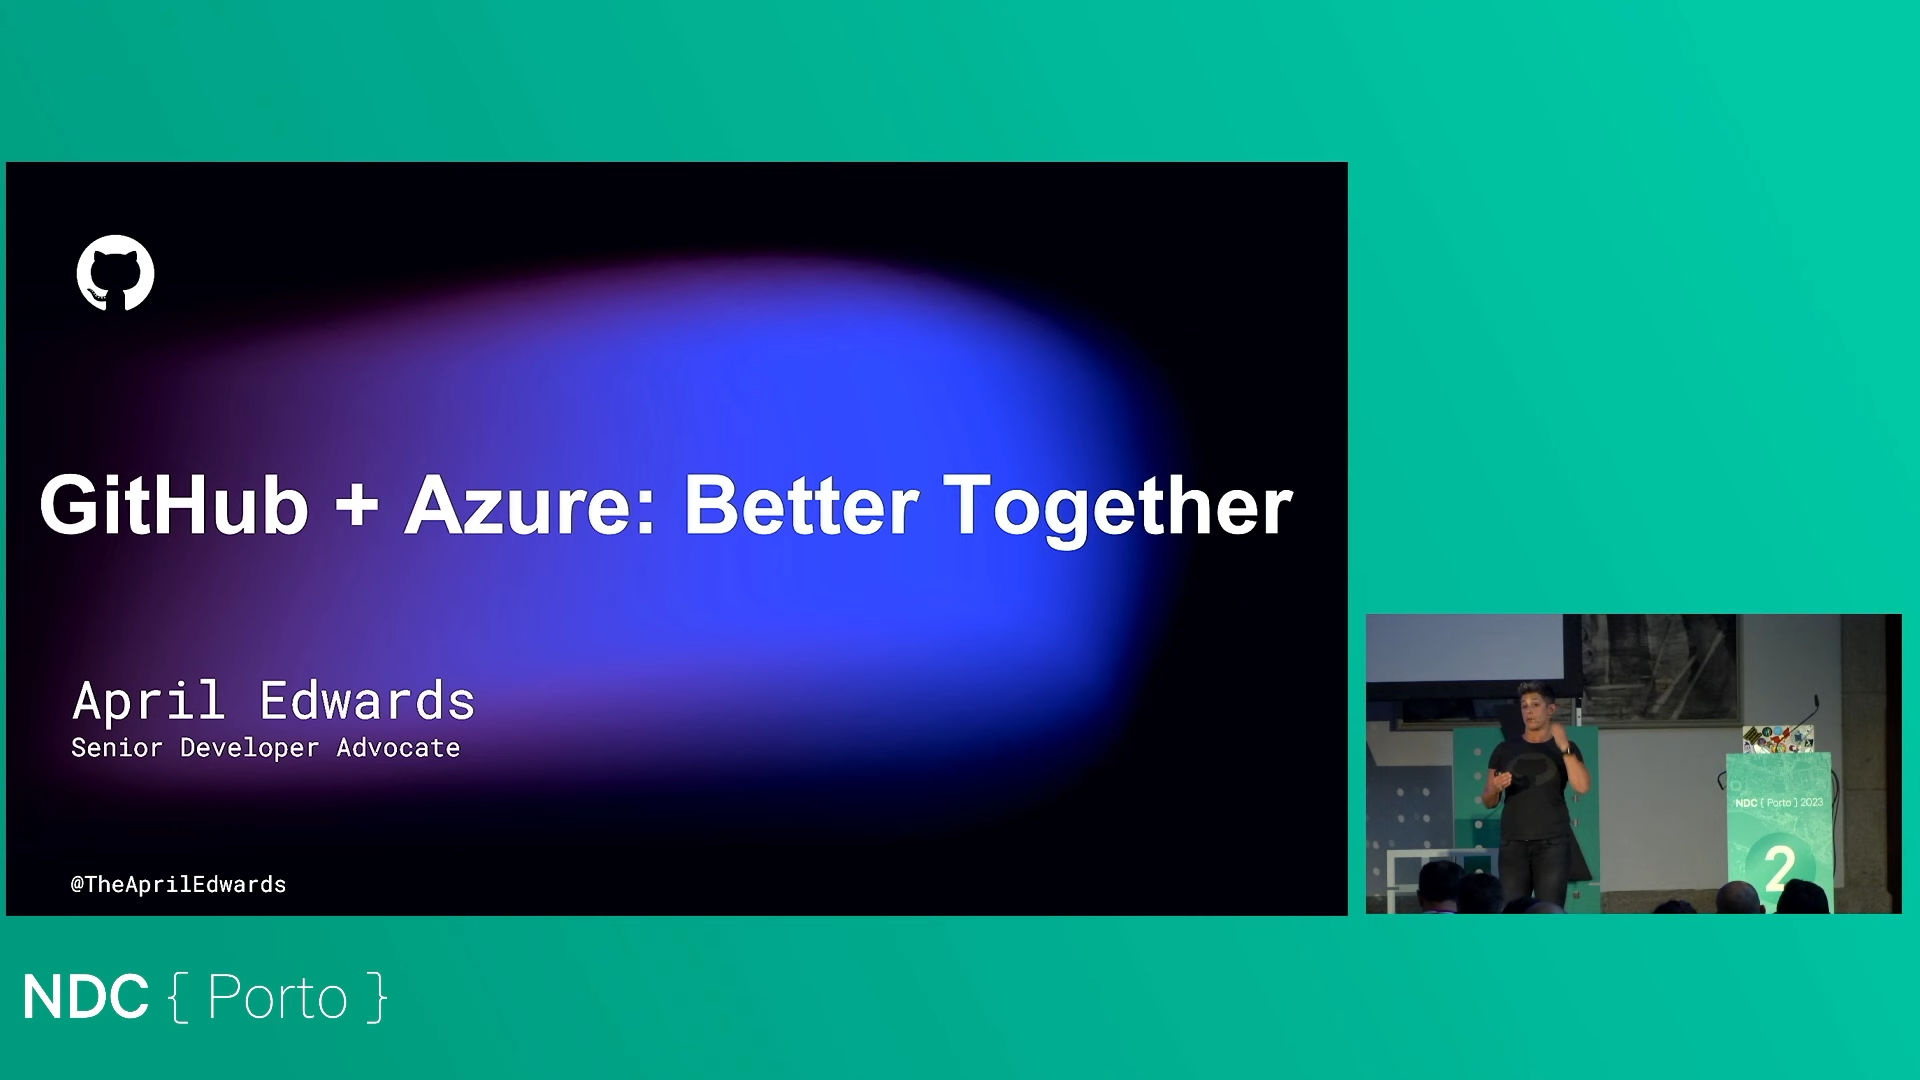 GitHub + Azure: Better Together
April Edwards
Senior Developer Advocate
@TheAprilEdwards
NDC { Porto } 2023
2
NDC { Porto }